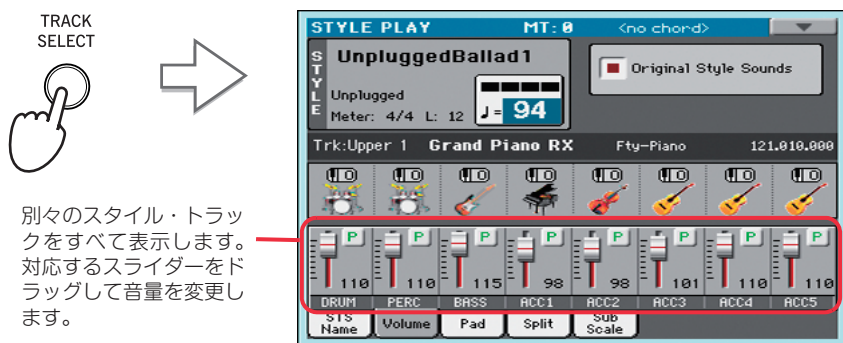 TRACK
SELECT
別々のスタイル・トラッ
クをすべて表示します。
対応するスライダーをド
ラッグして音量を変更し
ます。
STYLE PLAY MT: 0 <no chord>
STYLE
UnpluggedBallad1
Unplugged
Meter: 4/4 L: 12 ♩= 94
Original Style Sounds
Trk:Upper 1 Grand Piano RX Fty-Piano 121.010.000
P P P P P P P P
110 110 115 98 98 101 110 110
DRUM PERC BASS ACC1 ACC2 ACC3 ACC4 ACC5
STS Name Volume Pad Split Sub Scale